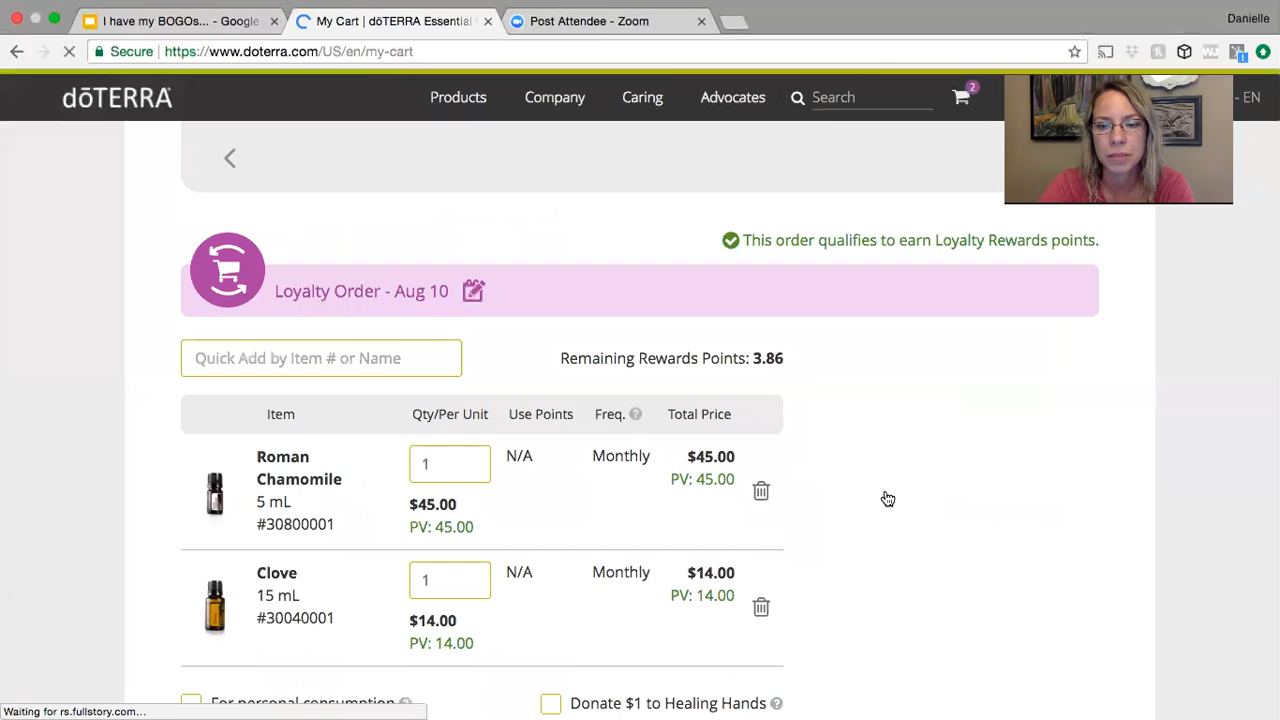 I have my BOGOs... - Google
My Cart | dōTERRA Essential
Post Attendee - Zoom
Danielle
Secure
https://www.doterra.com/US/en/my-cart
dōTERRA
Products
Company
Caring
Advocates
Search
2
- EN
This order qualifies to earn Loyalty Rewards points.
Loyalty Order - Aug 10
Quick Add by Item # or Name
Remaining Rewards Points: 3.86
Item Qty/Per Unit Use Points Freq. ? Total Price
Roman 1 N/A Monthly $45.00
Chamomile PV: 45.00
5 mL $45.00
#30800001 PV: 45.00
Clove 1 N/A Monthly $14.00
15 mL PV: 14.00
#30040001 $14.00
PV: 14.00
For personal consumption ?
Donate $1 to Healing Hands ?
Waiting for rs.fullstory.com...